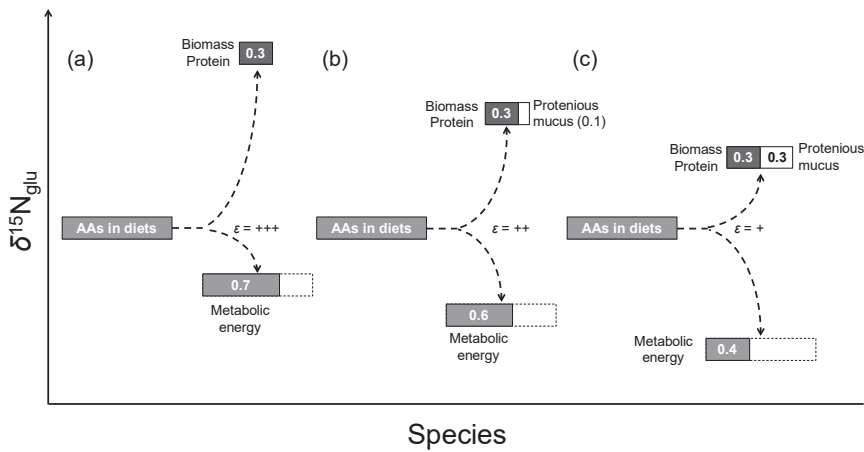 δ¹⁵Nglu
(a)
Biomass
Protein
0.3
AAs in diets
ε = +++
0.7
Metabolic
energy
(b)
Biomass
Protein
0.3
Protenious
mucus (0.1)
AAs in diets
ε = ++
0.6
Metabolic
energy
(c)
Biomass
Protein
0.3
0.3
Protenious
mucus
AAs in diets
ε = +
Metabolic
energy
0.4
Species